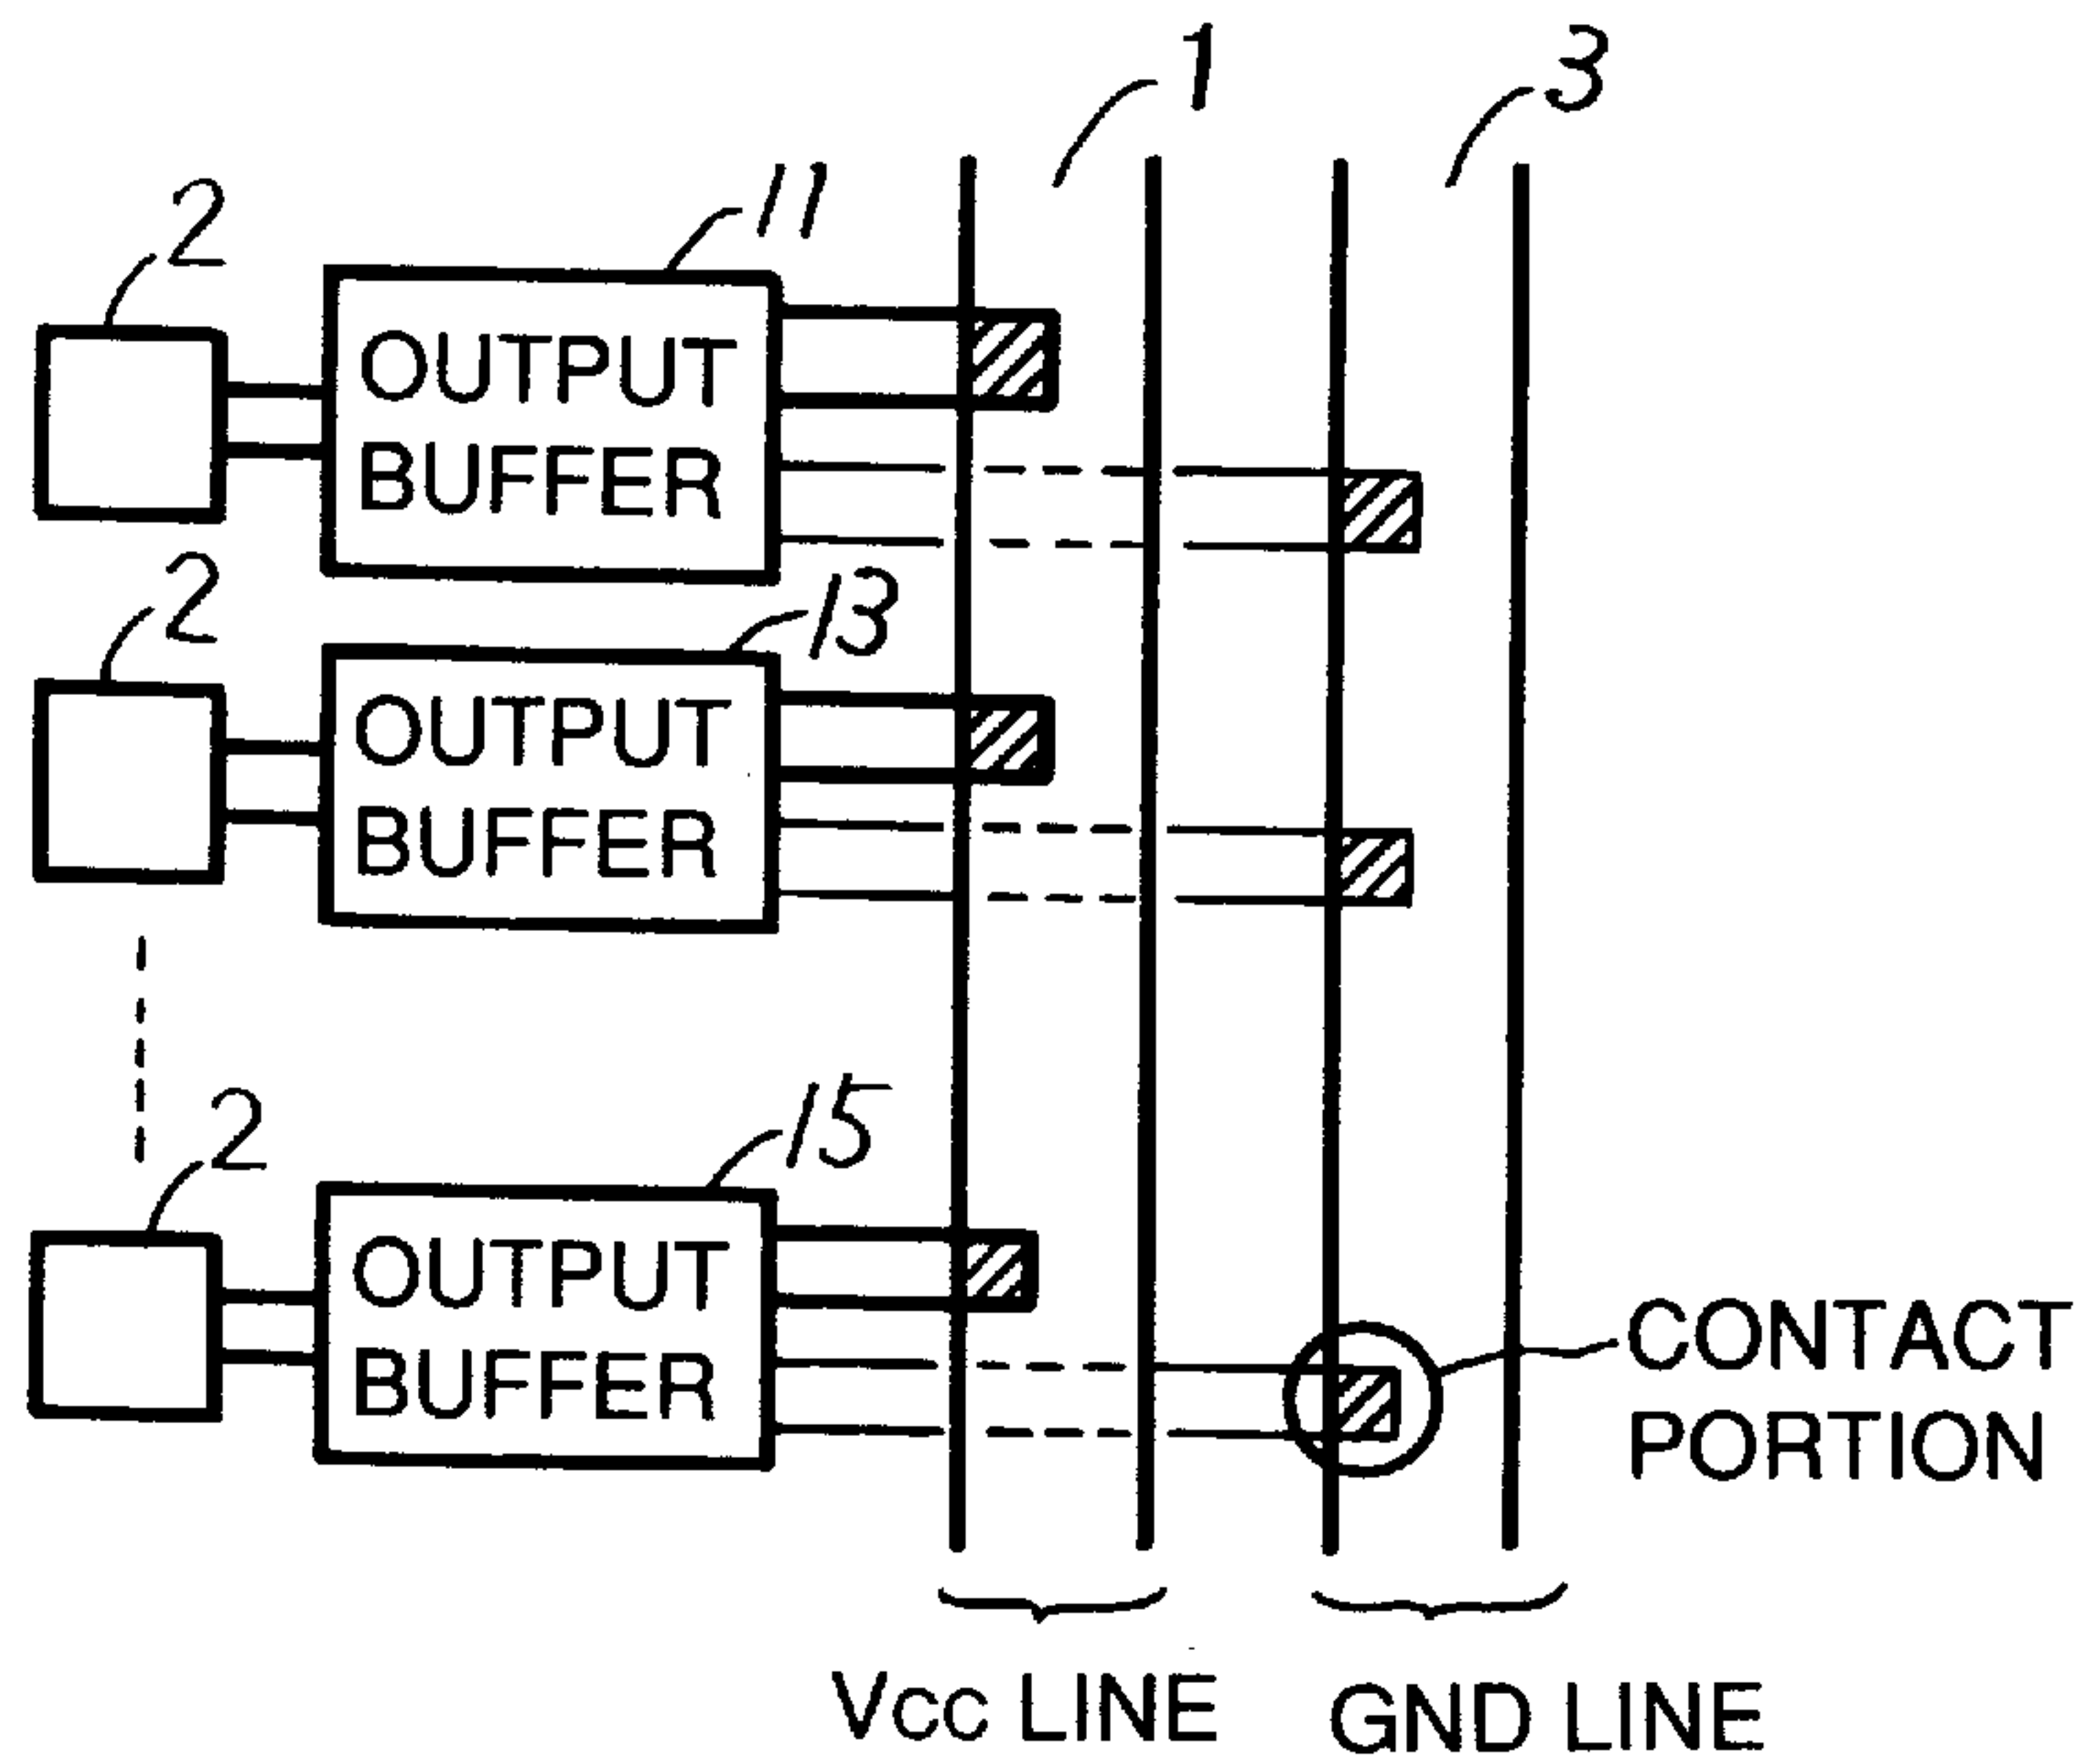 1
3
11
2
OUTPUT
BUFFER
2
13
OUTPUT
BUFFER
15
2
OUTPUT
BUFFER
CONTACT
PORTION
Vcc LINE
GND LINE